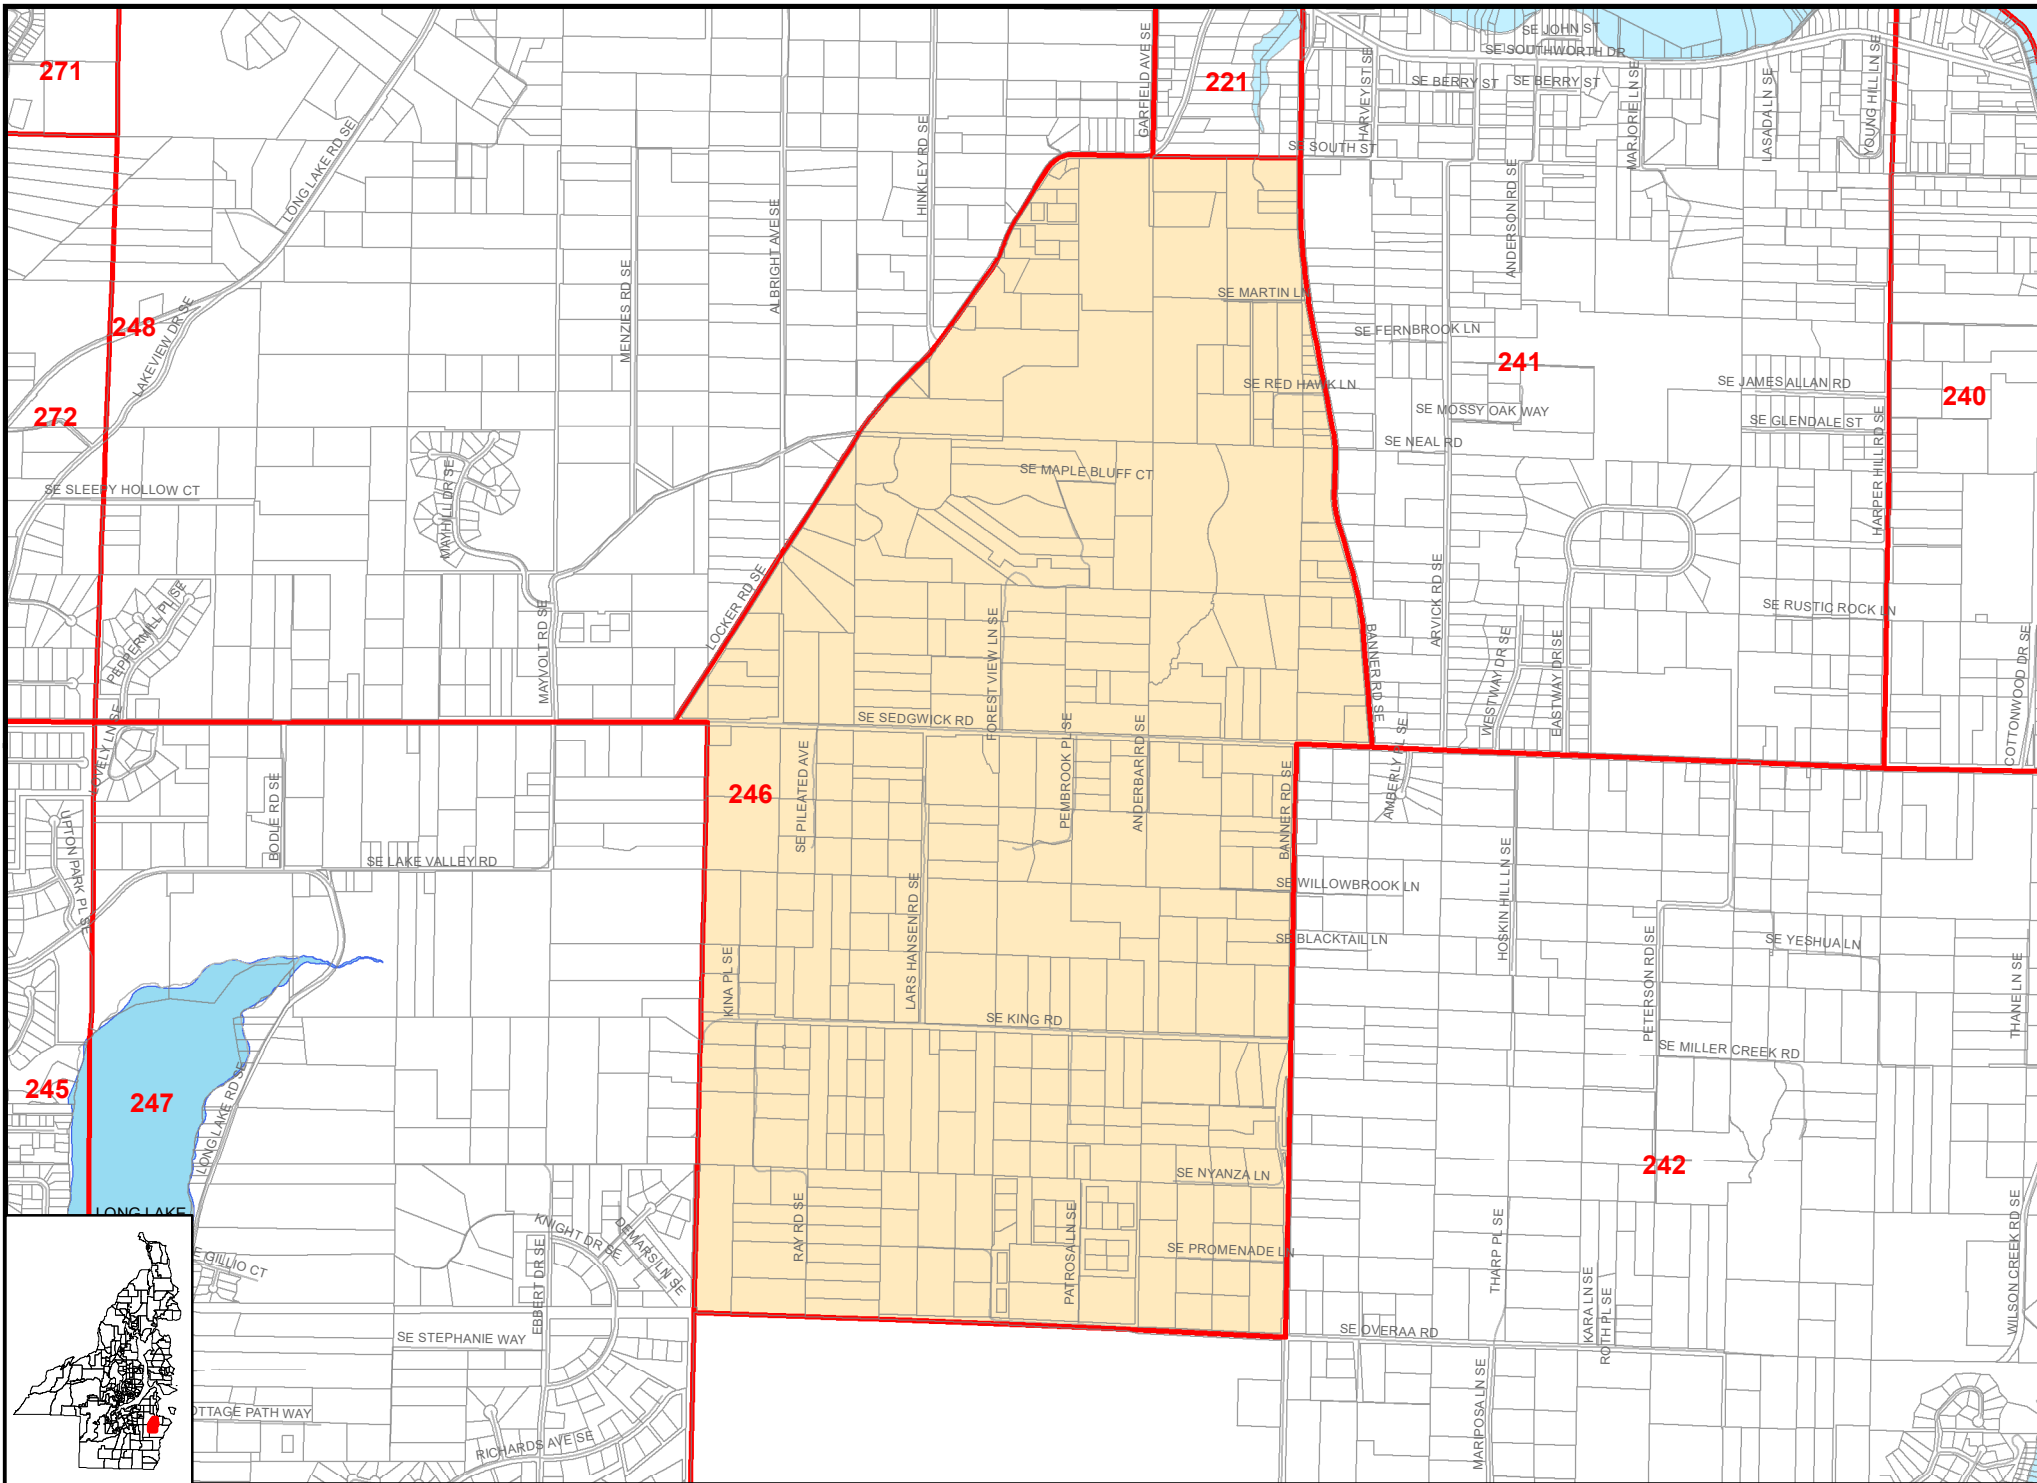 271
221
GARFIELD AVE SE
SE JOHN ST
SE SOUTHWORTH DR
SE BERRY ST
SE BERRY ST
HARVEY ST SE
MARJORIE LN SE
LASADA LN SE
YOUNG HILL LN SE
SE SOUTH ST
LONG LAKE RD SE
HINKLEY RD SE
ALBRIGHT AVE SE
MENZIES RD SE
ANDERSON RD SE
248
LAKEVIEW DR SE
272
SE MARTIN LN
SE FERNBROOK LN
241
SE RED HAWK LN
SE MOSSY OAK WAY
SE JAMES ALLAN RD
240
SE GLENDALE ST
SE NEAL RD
HARPER HILL RD SE
SE MAPLE BLUFF CT
SE SLEEPY HOLLOW CT
MAYHILL DR SE
PEPPERMILL PL SE
MAYVOLT RD SE
LOCKER RD SE
FOREST VIEW LN SE
ARVICK RD SE
SE RUSTIC ROCK LN
BANNER RD SE
WESTWAY DR SE
EASTWAY DR SE
COTTONWOOD DR SE
SE SEDGWICK RD
LOVELY LN SE
BODLE RD SE
246
SE PILEATED AVE
PEMBROOK PL SE
ANDERBAR RD SE
BANNER RD SE
AMBERLY PL SE
UPTON PARK PL SE
SE LAKE VALLEY RD
LARS HANSEN RD SE
SE WILLOWBROOK LN
SE BLACKTAIL LN
HOSKIN HILL LN SE
PETERSON RD SE
SE YESHUA LN
THANE LN SE
KINA PL SE
SE KING RD
SE MILLER CREEK RD
245
247
LONG LAKE RD SE
242
SE NYANZA LN
LONG LAKE
KNIGHT DR SE
DEMARS LN SE
EBBERT DR SE
RAY RD SE
PATROSA LN SE
SE PROMENADE LN
THARP PL SE
KARA LN SE
ROTH PL SE
WILSON CREEK RD SE
E GILLIO CT
SE STEPHANIE WAY
SE OVERAA RD
OTTAGE PATH WAY
RICHARDS AVE SE
MARIPOSA LN SE